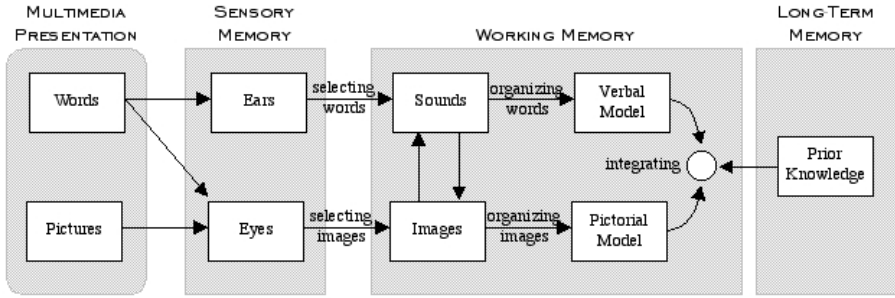 MULTIMEDIA
PRESENTATION
SENSORY
MEMORY
WORKING MEMORY
LONG-TERM
MEMORY
Words
Ears
selecting
words
Sounds
organizing
words
Verbal
Model
integrating
Prior
Knowledge
Pictures
Eyes
selecting
images
Images
organizing
images
Pictorial
Model